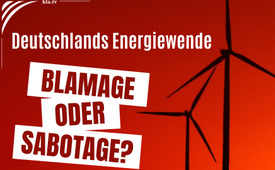 kla.tv
Deutschlands Energiewende
BLAMAGE
ODER
SABOTAGE?